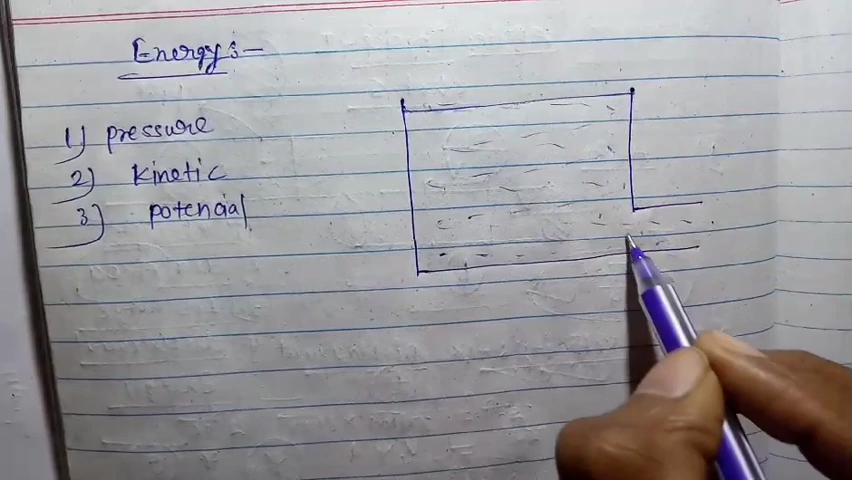 Energy :-
1) pressure
2) kinetic
3) potencial